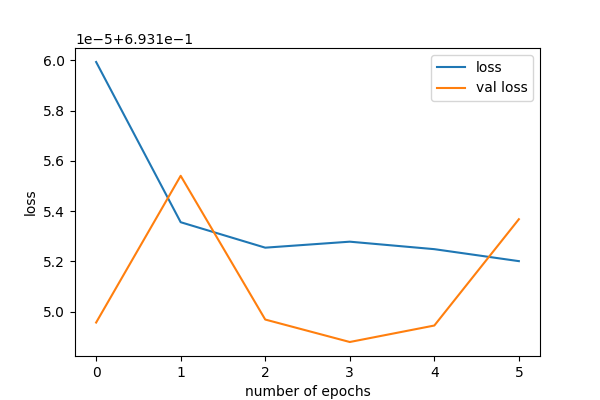 1e−5+6.931e−1
6.0
5.8
5.6
5.4
5.2
5.0
loss
loss
val loss
0 1 2 3 4 5
number of epochs